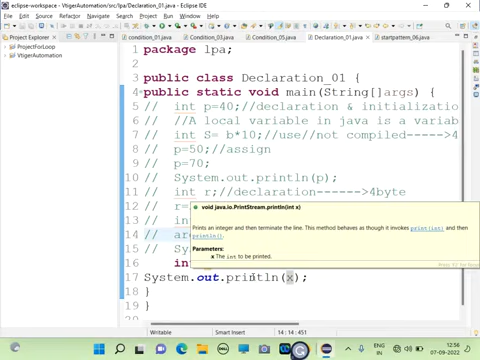 eclipse-workspace - VtigerAutomation/src/lpa/Declaration_01.java - Eclipse IDE
File Edit Source Refactor Navigate Search Project Run Window Help
Project Explorer
condition_01.java
Condition_03.java
Condition_05.java
Declaration_01.java
startpattern_06.java
ProjectForLoop
VtigerAutomation
1 package lpa;
2
3 public class Declaration_01 {
4 public static void main(String[]args) {
5 // int p=40;//declaration & initializatio
6 // //A local variable in java is a variab
7 // int S= b*10;//use//not compiled----->4
8 // p=50;//assign
9 // p=70;
10 // System.out.println(p);
11 // int r;//declaration------>4byte
12 // r=
13 // in
14 // ar
15 // Sy
16 int
17 System.out.println(x);
18 }
19 }
20
void java.io.PrintStream.println(int x)
Prints an integer and then terminate the line. This method behaves as though it invokes print(int) and then
println().
Parameters:
x The int to be printed.
Writable
Smart Insert
14 : 14 : 451
ENG
IN
12:56
07-09-2022